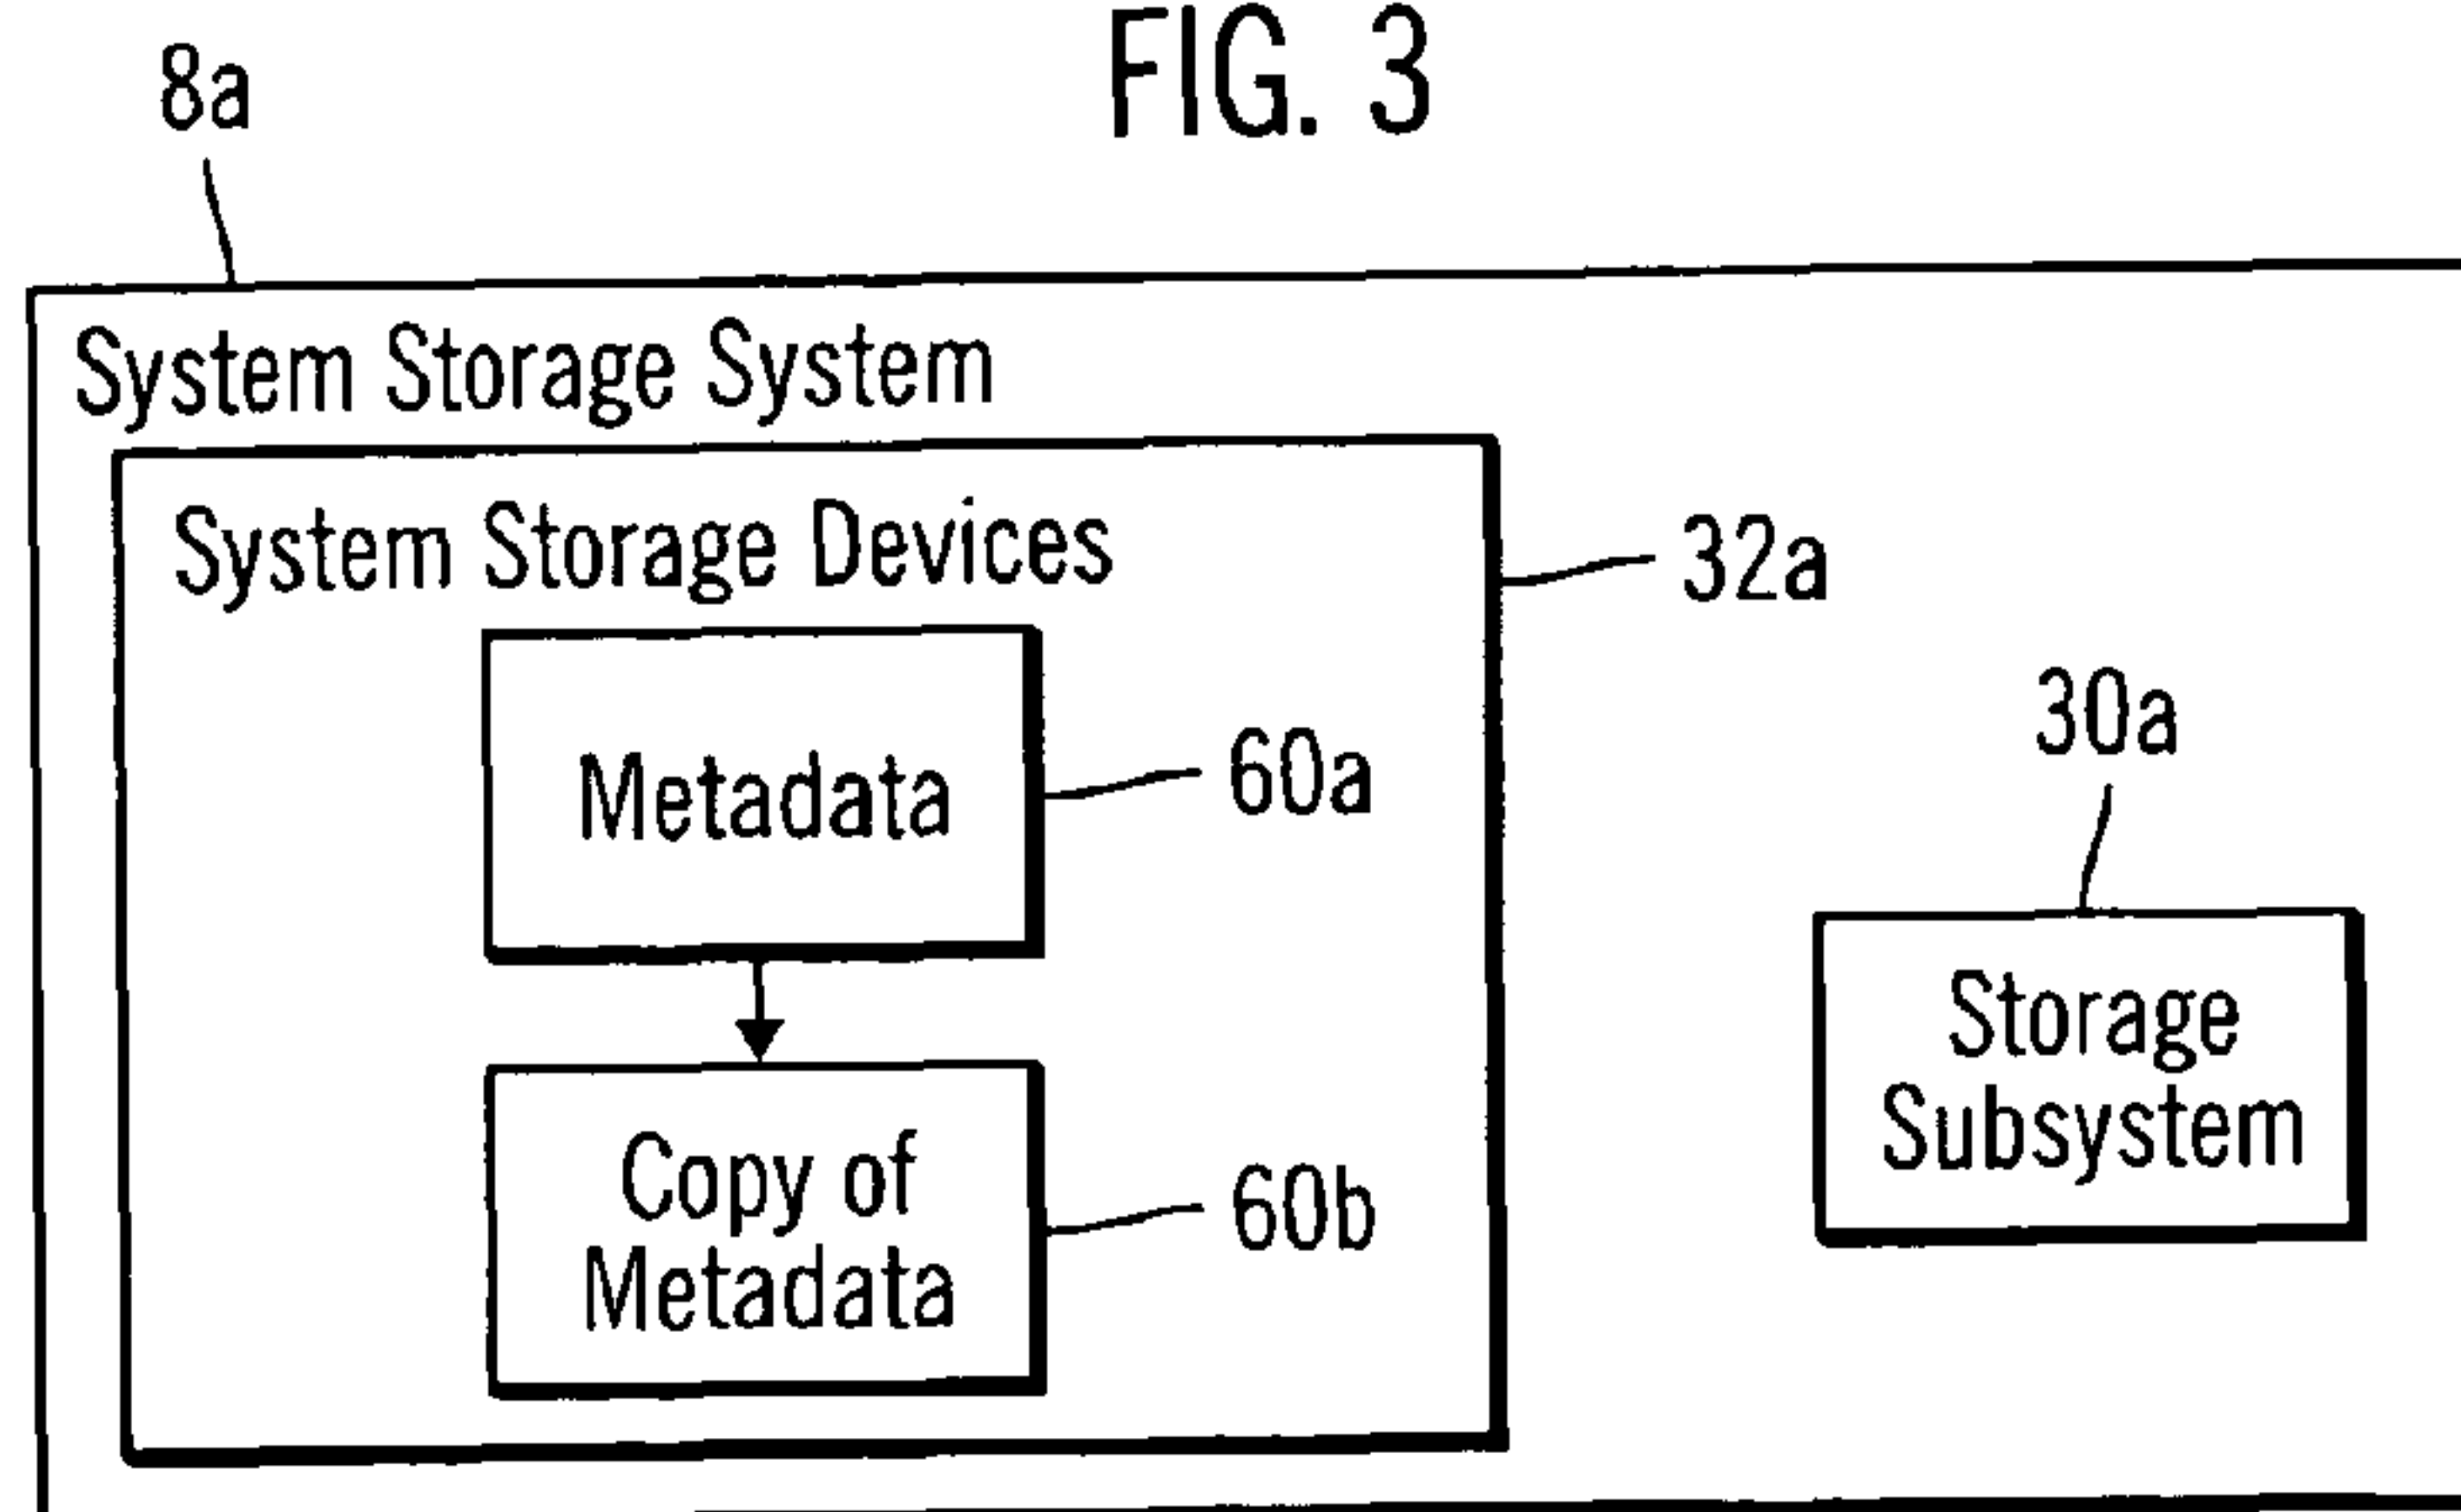 FIG. 3
8a
System Storage System
System Storage Devices
32a
Metadata
60a
30a
Storage
Subsystem
Copy of
Metadata
60b